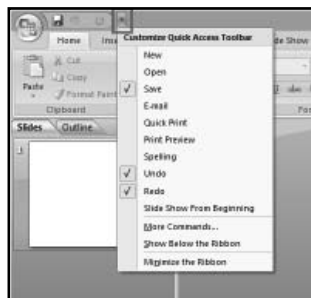 Customize Quick Access Toolbar
Home
Slide Show
New
Open
Save
E-mail
Quick Print
Print Preview
Spelling
Undo
Redo
Slide Show From Beginning
More Commands...
Show Below the Ribbon
Minimize the Ribbon
Paste
Cut
Copy
Format Paint
Clipboard
Slides
Outline
1